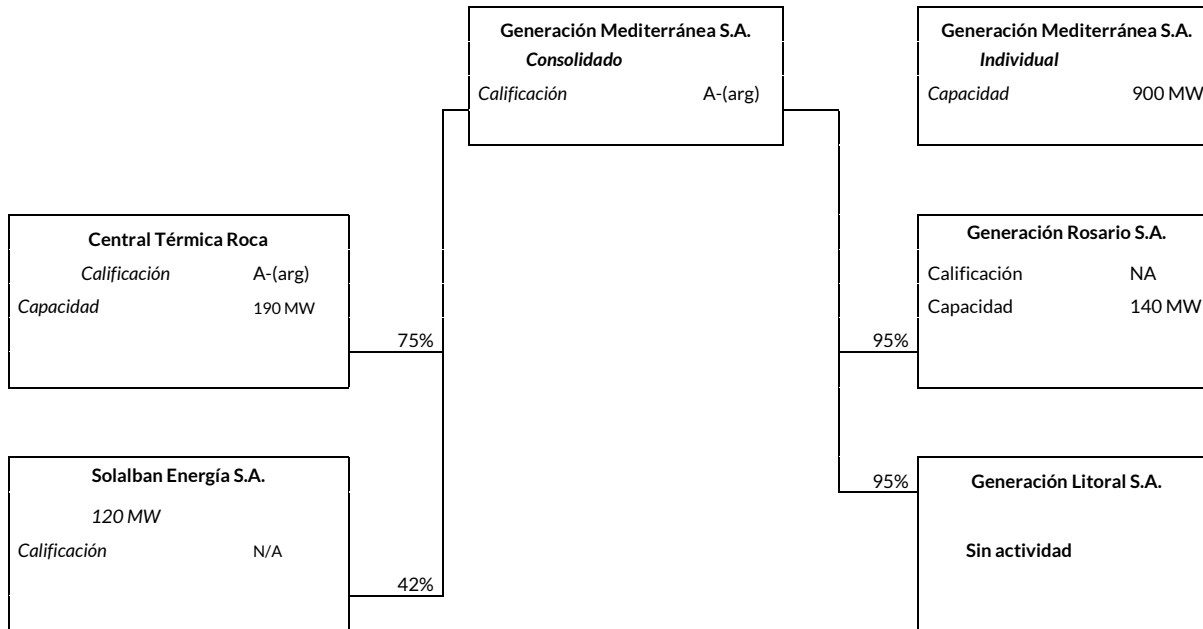 Generación Mediterránea S.A.
Consolidado
Calificación A-(arg)
Generación Mediterránea S.A.
Individual
Capacidad 900 MW
Central Térmica Roca
Calificación A-(arg)
Capacidad 190 MW
75%
Generación Rosario S.A.
Calificación NA
Capacidad 140 MW
95%
Solalban Energía S.A.
120 MW
Calificación N/A
42%
Generación Litoral S.A.
95%
Sin actividad